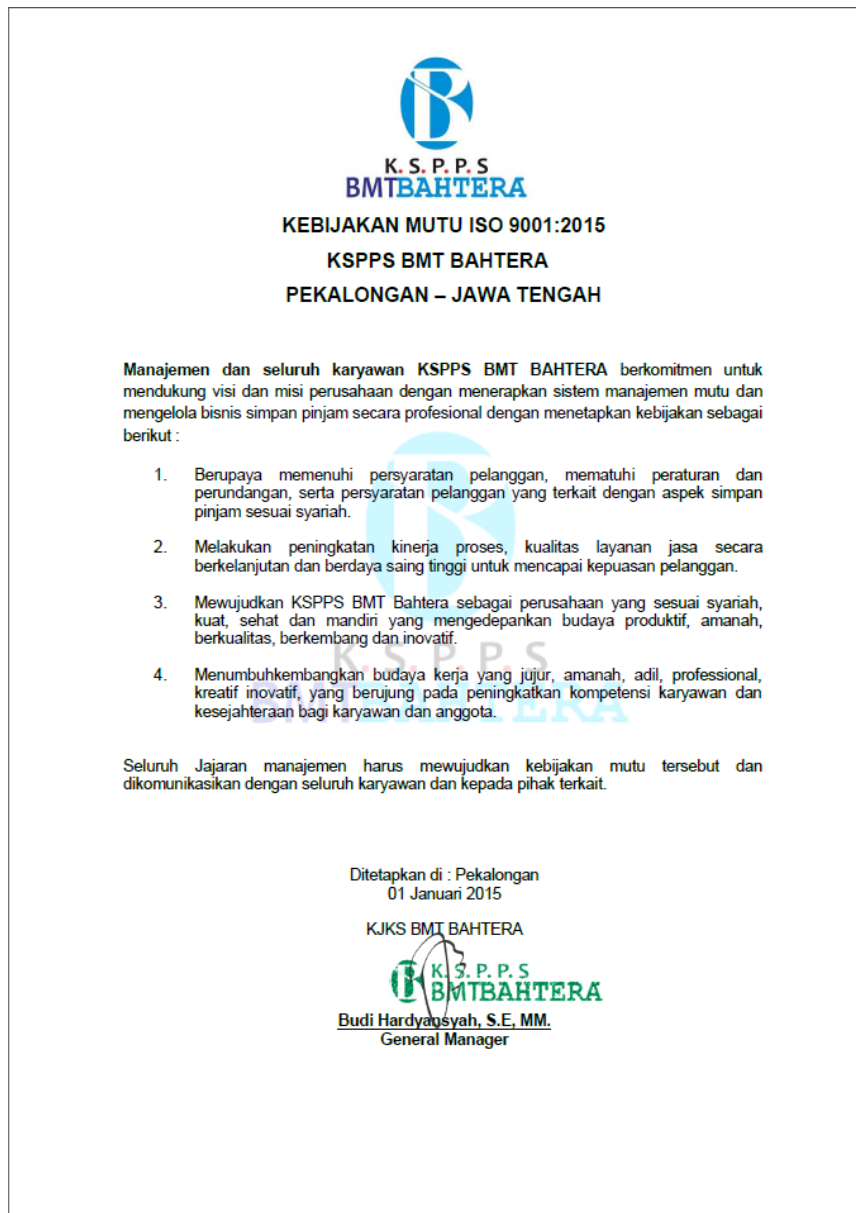 B
K. S. P. P. S
BMTBAHTERA
KEBIJAKAN MUTU ISO 9001:2015
KSPPS BMT BAHTERA
PEKALONGAN – JAWA TENGAH
Manajemen dan seluruh karyawan KSPPS BMT BAHTERA berkomitmen untuk
mendukung visi dan misi perusahaan dengan menerapkan sistem manajemen mutu dan
mengelola bisnis simpan pinjam secara profesional dengan menetapkan kebijakan sebagai
berikut :
1. Berupaya memenuhi persyaratan pelanggan, mematuhi peraturan dan
perundangan, serta persyaratan pelanggan yang terkait dengan aspek simpan
pinjam sesuai syariah.
2. Melakukan peningkatan kinerja proses, kualitas layanan jasa secara
berkelanjutan dan berdaya saing tinggi untuk mencapai kepuasan pelanggan.
3. Mewujudkan KSPPS BMT Bahtera sebagai perusahaan yang sesuai syariah,
kuat, sehat dan mandiri yang mengedepankan budaya produktif, amanah,
berkualitas, berkembang dan inovatif.
K. S. P. P. S
4. Menumbuhkembangkan budaya kerja yang jujur, amanah, adil, professional,
kreatif inovatif, yang berujung pada peningkatkan kompetensi karyawan dan
kesejahteraan bagi karyawan dan anggota.
BMTBAHTERA
Seluruh Jajaran manajemen harus mewujudkan kebijakan mutu tersebut dan
dikomunikasikan dengan seluruh karyawan dan kepada pihak terkait.
Ditetapkan di : Pekalongan
01 Januari 2015
KJKS BMT BAHTERA
K. S. P. P. S
BMTBAHTERA
Budi Hardyansyah, S.E, MM.
General Manager